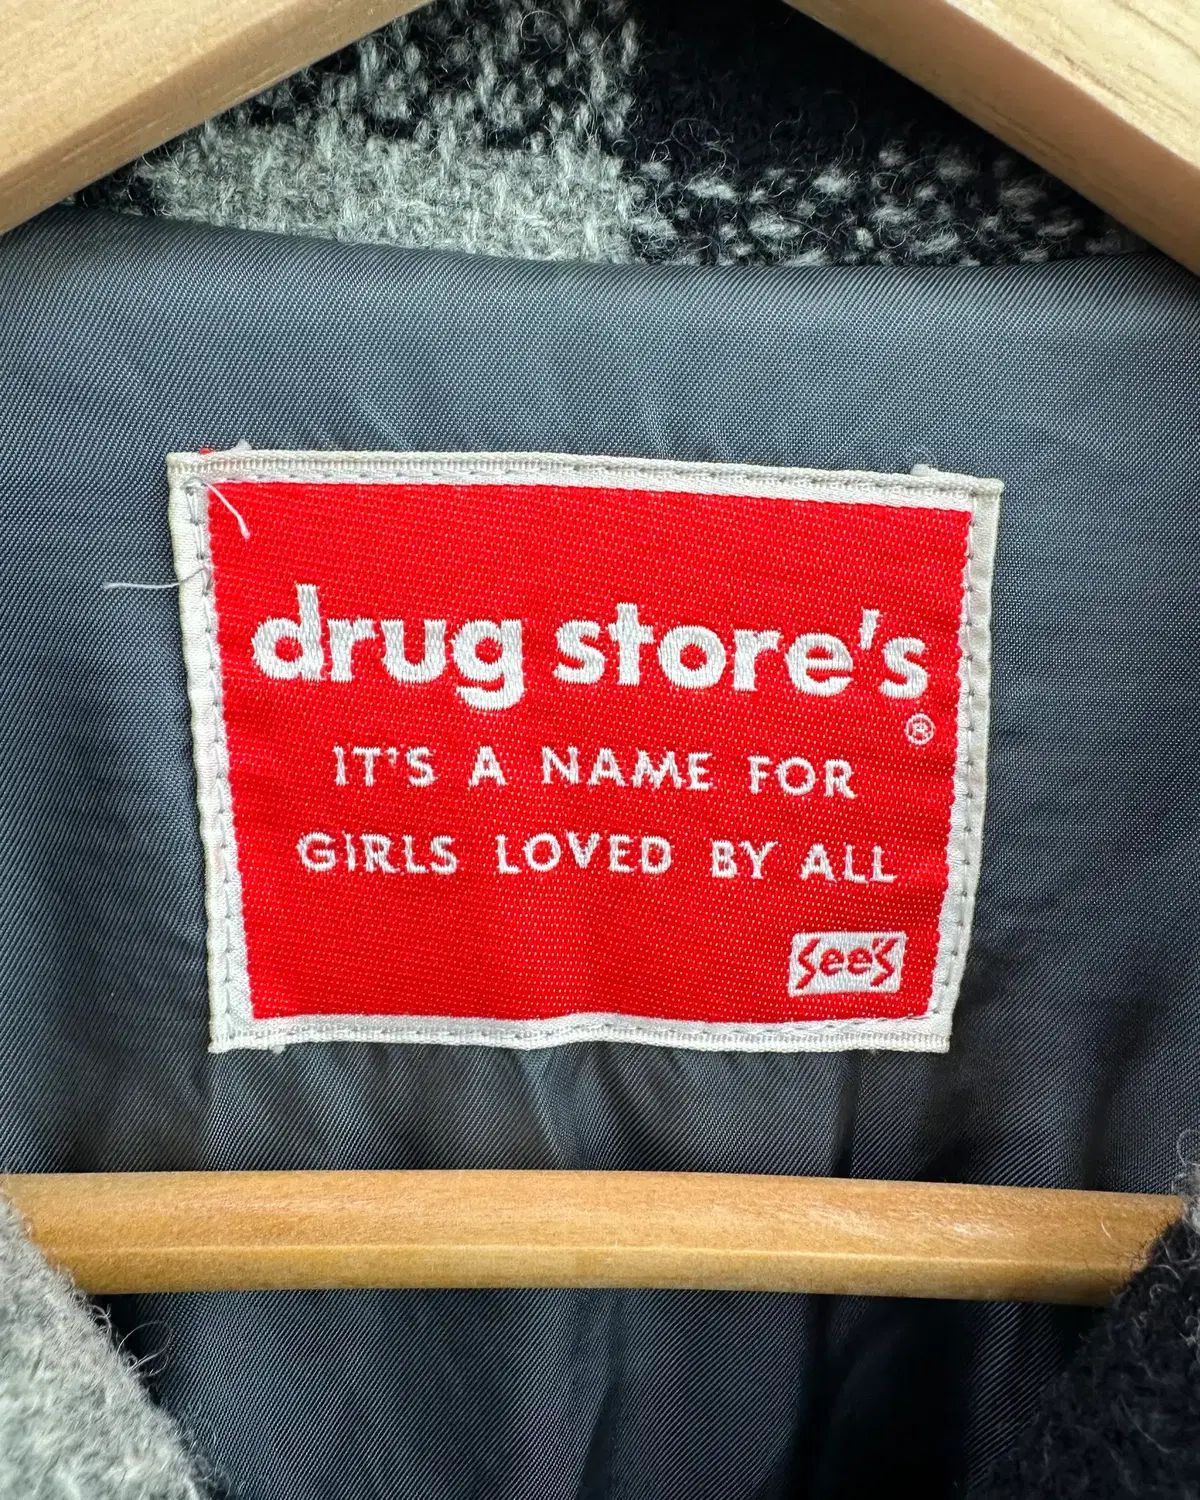 drug store's
®
IT'S A NAME FOR
GIRLS LOVED BY ALL
See'S